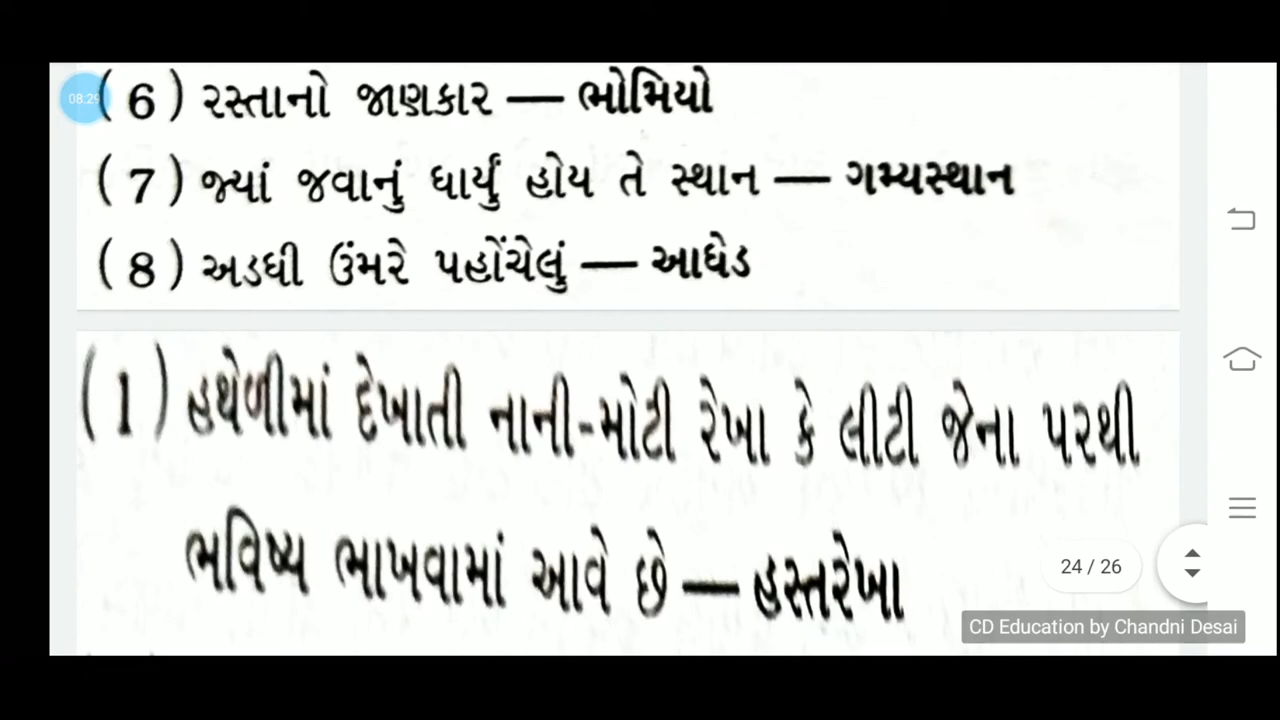 08:29
( 6 ) રસ્તાનો જાણકાર — ભોમિયો
( 7 ) જ્યાં જવાનું ધાર્યું હોય તે સ્થાન — ગમ્યસ્થાન
( 8 ) અડધી ઉંમરે પહોંચેલું — આધેડ
( 1 ) હથેળીમાં દેખાતી નાની-મોટી રેખા કે લીટી જેના પરથી
ભવિષ્ય ભાખવામાં આવે છે — હસ્તરેખા
24 / 26
CD Education by Chandni Desai